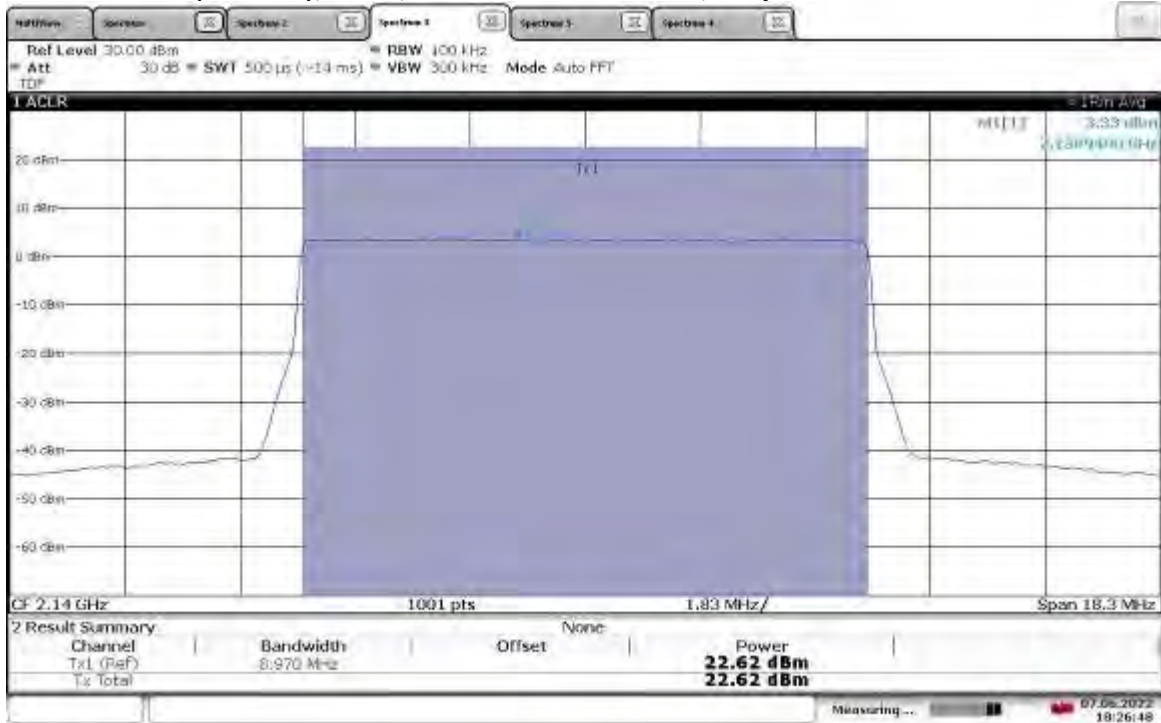 MultiView Spectrum Spectrum 2 Spectrum 3 Spectrum 5 Spectrum 4
Ref Level 30.00 dBm RBW 100 kHz
Att 30 dB SWT 500 µs (~14 ms) VBW 300 kHz Mode Auto FFT
TDF
1 ACLR 1Rm Avg
M1[1] 3.33 dBm
20 dBm
Tx1
10 dBm
0 dBm
-10 dBm
-20 dBm
-30 dBm
-40 dBm
-50 dBm
-60 dBm
CF 2.14 GHz 1001 pts 1.83 MHz/ Span 18.3 MHz
2 Result Summary None
Channel Bandwidth Offset Power
Tx1 (Ref) 8.970 MHz 22.62 dBm
Tx Total 22.62 dBm
Measuring... 07.06.2022
18:26:48